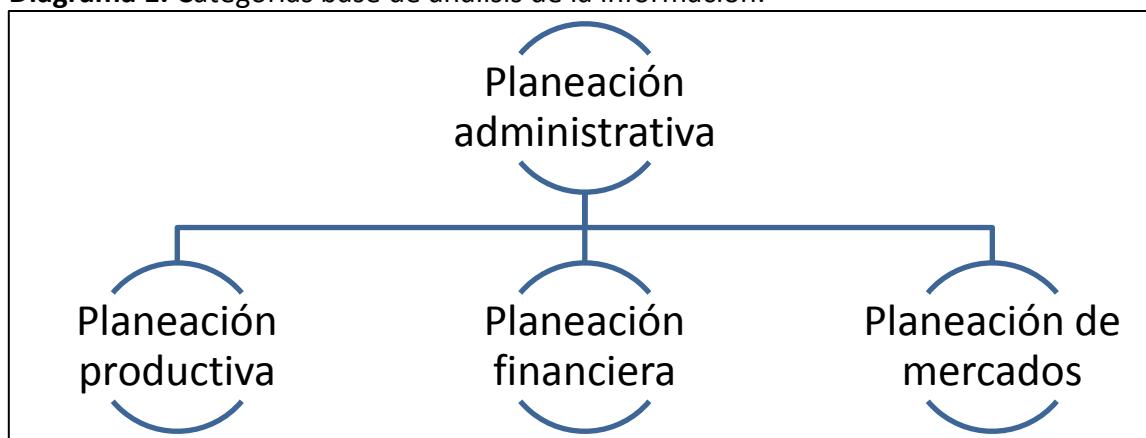 Diagrama 1. Categorías base de análisis de la información.
Planeación
administrativa
Planeación
productiva
Planeación
financiera
Planeación de
mercados